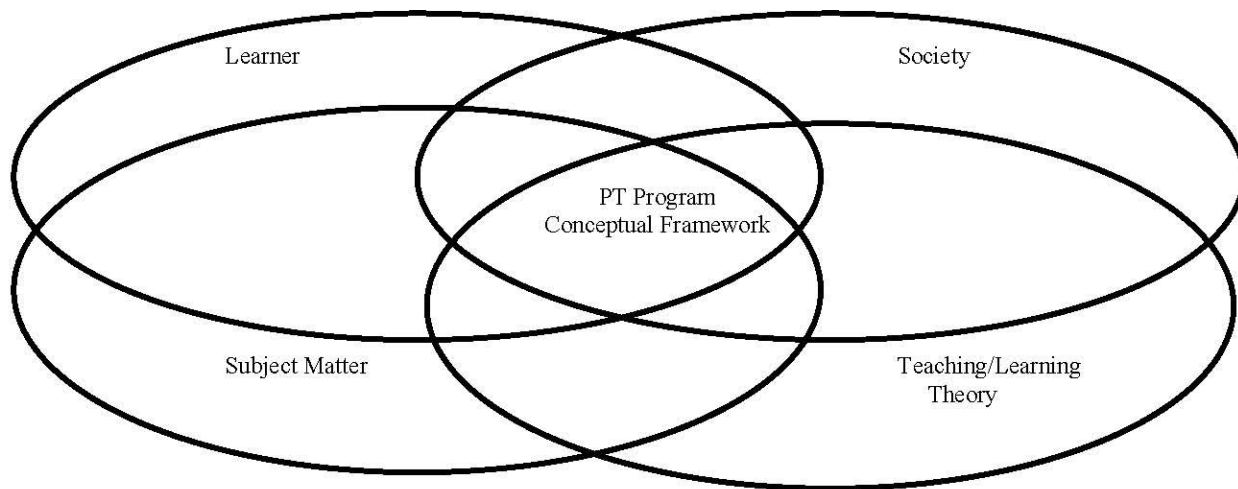 Learner
Society
PT Program
Conceptual Framework
Subject Matter
Teaching/Learning
Theory